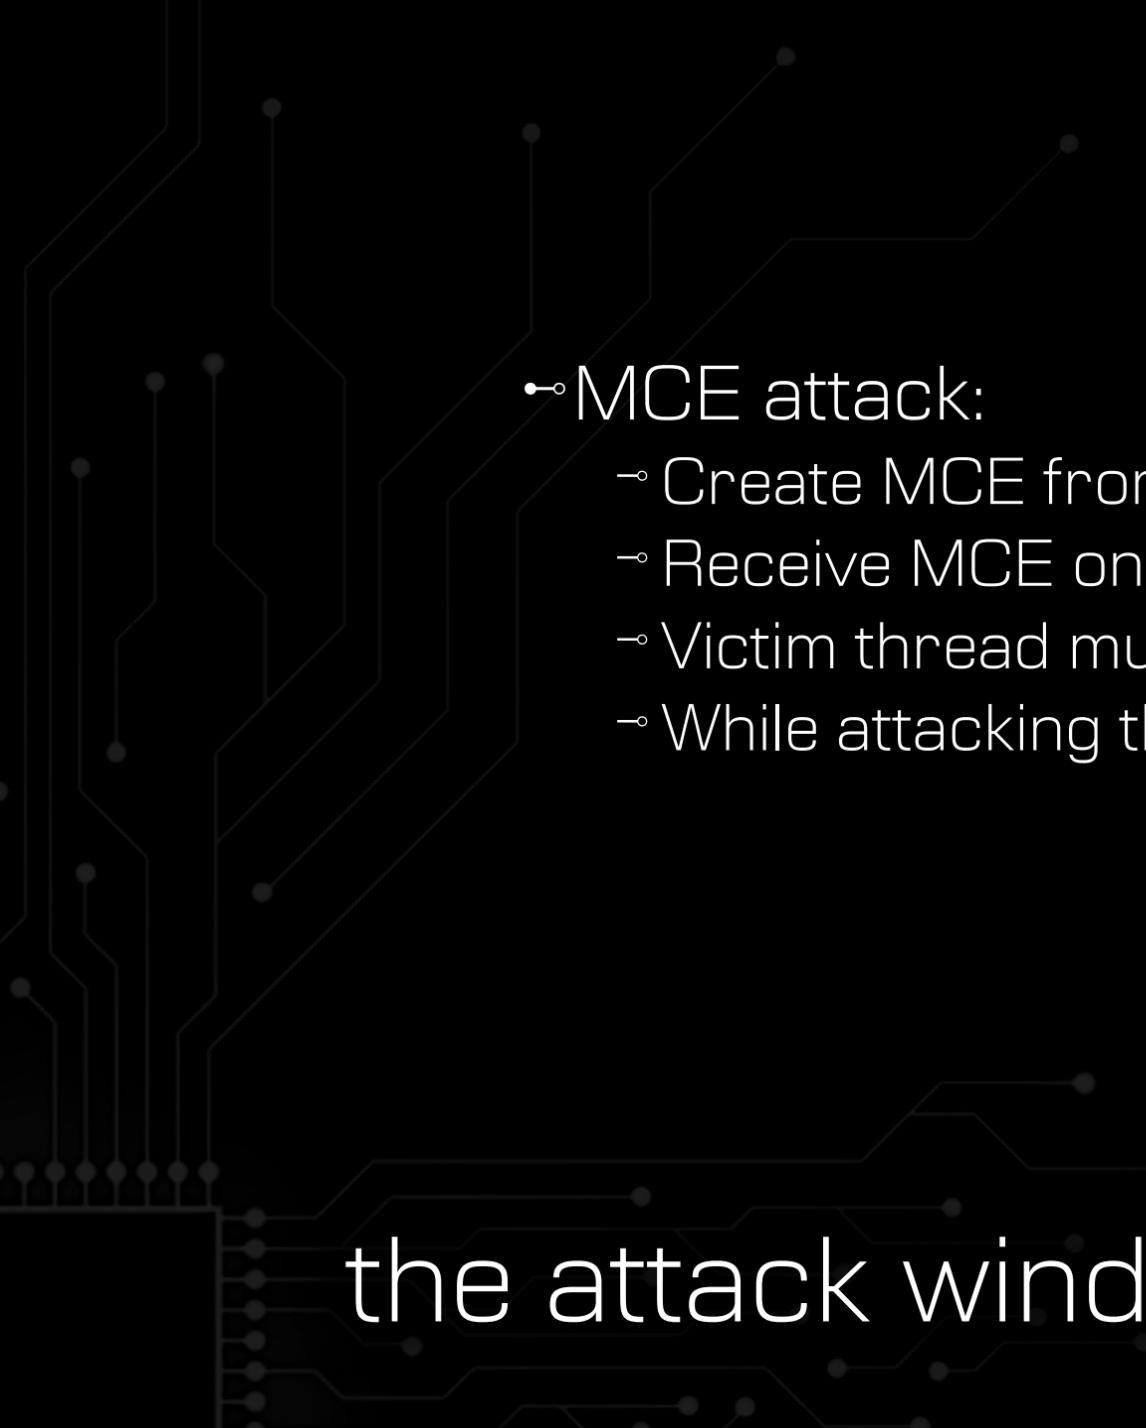 MCE attack:
Create MCE
Receive MCE on
Victim thread
While attacking
the attack